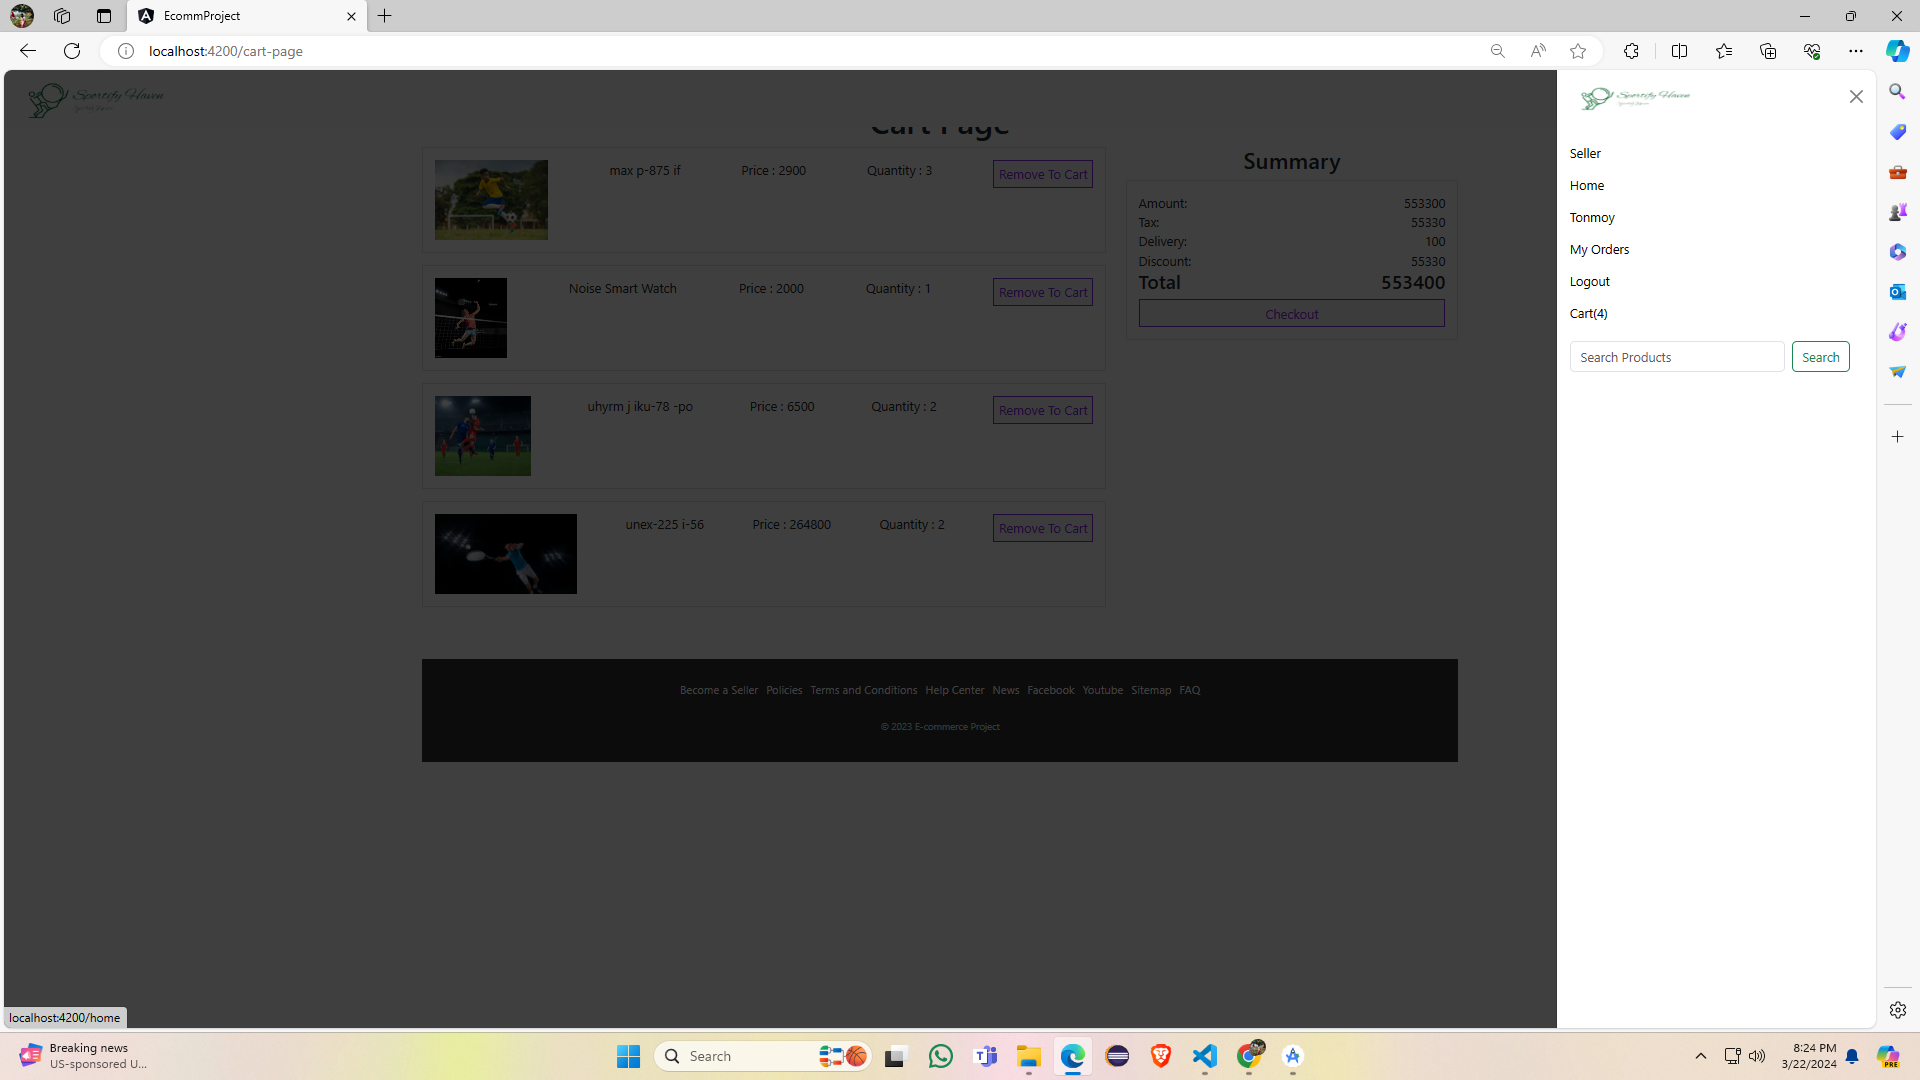 EcommProject
localhost:4200/cart-page
Sportify Haven
Sportify Haven
Cart Page
max p-875 if Price : 2900 Quantity : 3 Remove To Cart
Noise Smart Watch Price : 2000 Quantity : 1 Remove To Cart
uhyrm j iku-78 -po Price : 6500 Quantity : 2 Remove To Cart
unex-225 i-56 Price : 264800 Quantity : 2 Remove To Cart
Summary
Amount: 553300
Tax: 55330
Delivery: 100
Discount: 55330
Total 553400
Checkout
Seller
Home
Tonmoy
My Orders
Logout
Cart(4)
Search Products Search
Become a Seller Policies Terms and Conditions Help Center News Facebook Youtube Sitemap FAQ
© 2023 E-commerce Project
localhost:4200/home
Breaking news
US-sponsored U...
Search
8:24 PM
3/22/2024
PRE